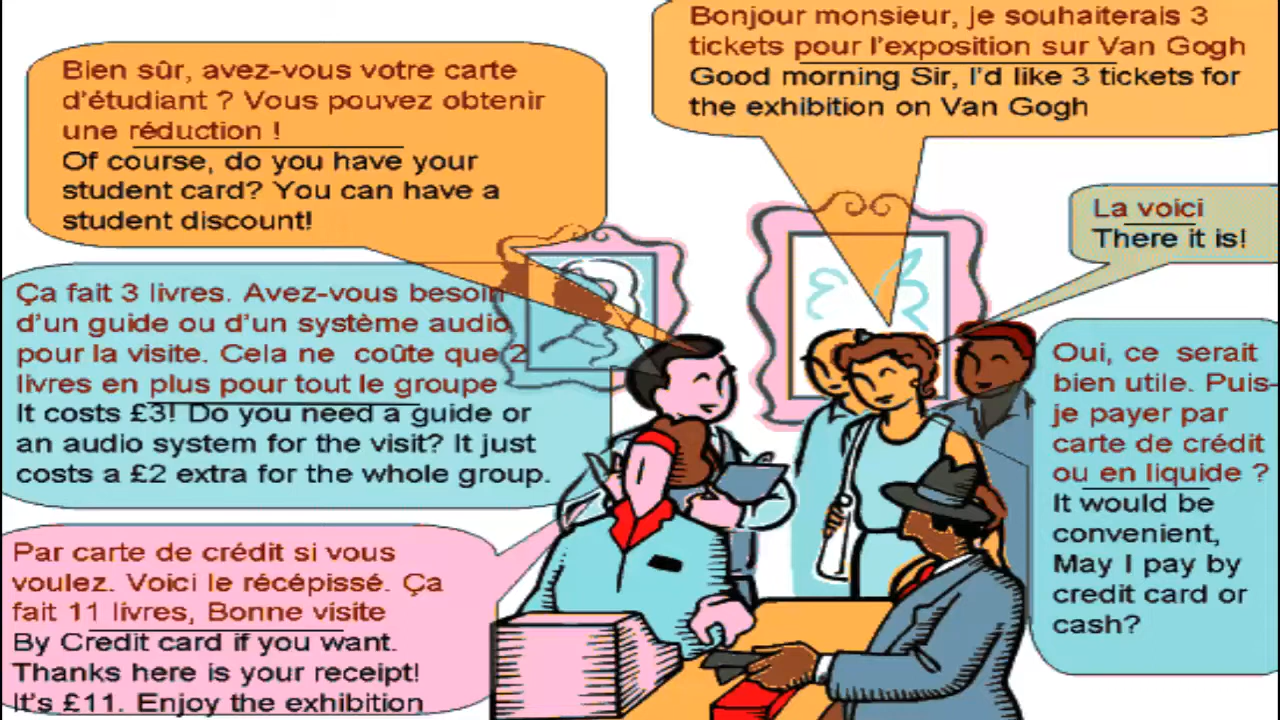 Bonjour monsieur, je souhaiterais 3
tickets pour l'exposition sur Van Gogh
Good morning Sir, I'd like 3 tickets for
the exhibition on Van Gogh
Bien sûr, avez-vous votre carte
d'étudiant ? Vous pouvez obtenir
une réduction !
Of course, do you have your
student card? You can have a
student discount!
La voici
There it is!
Ça fait 3 livres. Avez-vous besoin
d'un guide ou d'un système audio
pour la visite. Cela ne coûte que 2
livres en plus pour tout le groupe
It costs £3! Do you need a guide or
an audio system for the visit? It just
costs a £2 extra for the whole group.
Oui, ce serait
bien utile. Puis-
je payer par
carte de crédit
ou en liquide ?
It would be
convenient,
May I pay by
credit card or
cash?
Par carte de crédit si vous
voulez. Voici le récépissé. Ça
fait 11 livres, Bonne visite
By Credit card if you want.
Thanks here is your receipt!
It's £11. Enjoy the exhibition